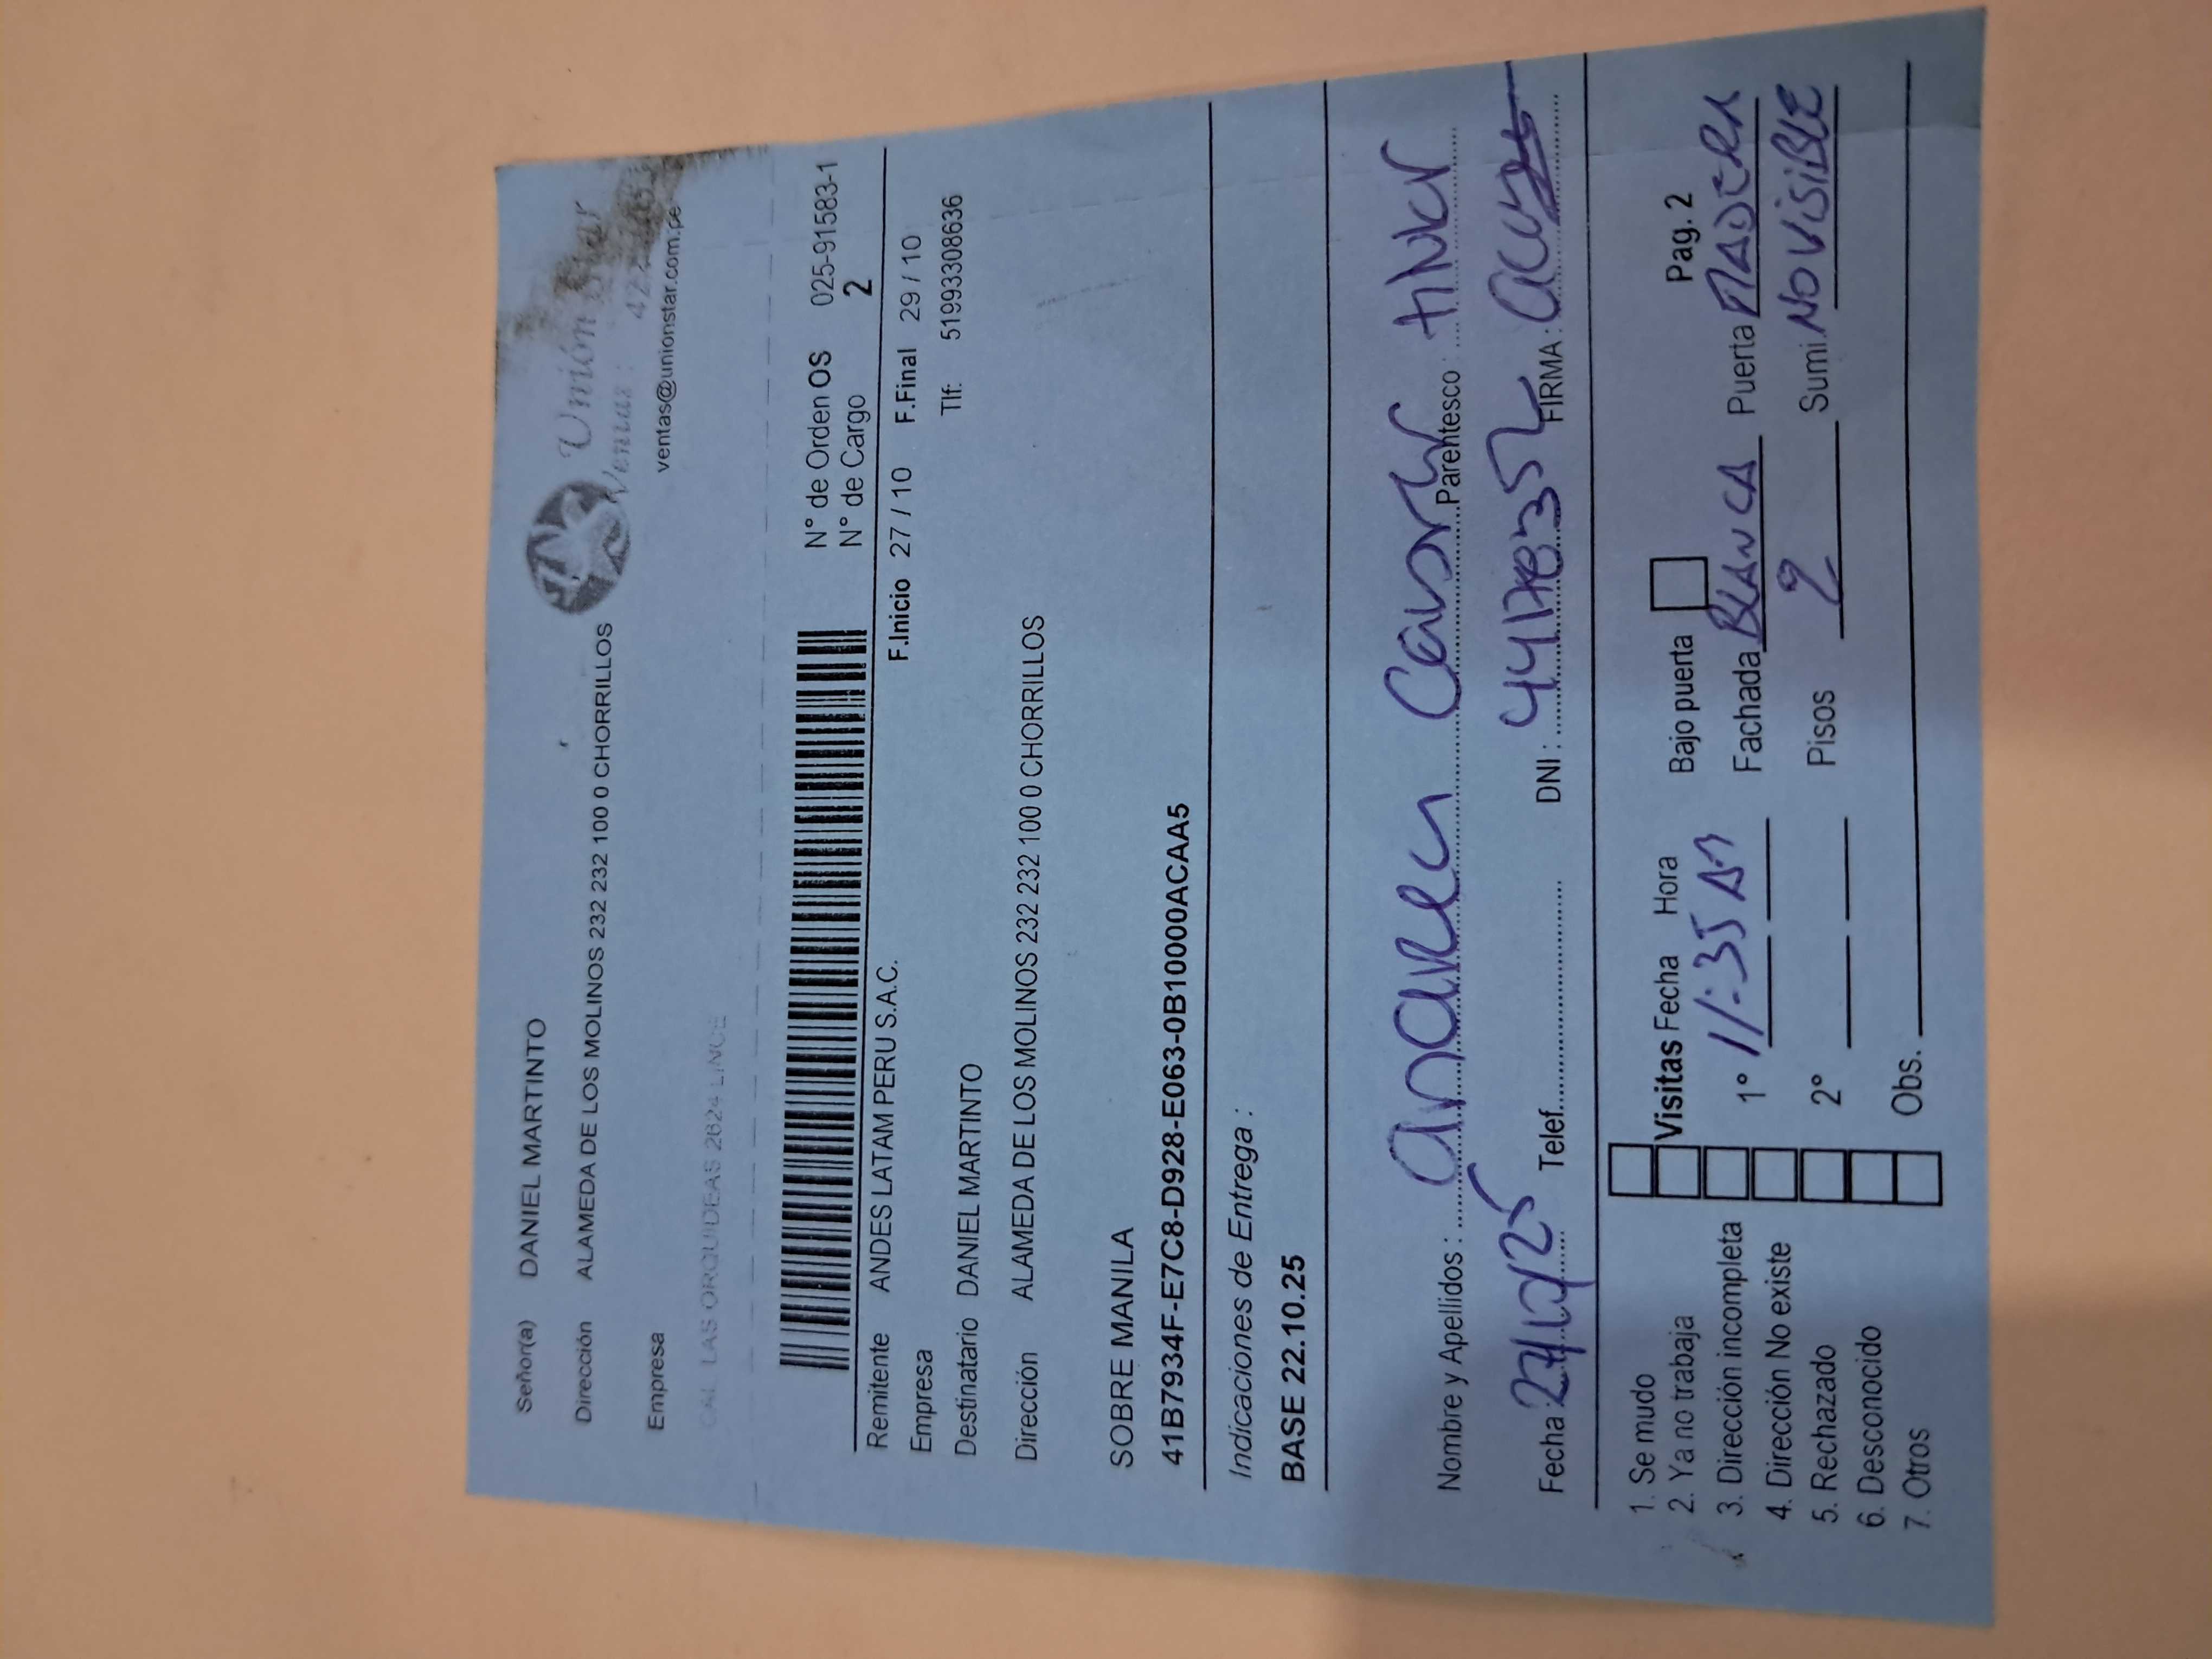 Señor(a) DANIEL MARTINTO
Dirección ALAMEDA DE LOS MOLINOS 232 232 100 0 CHORRILLOS
Unión Star
Ventas :
ventas@unionstar.com.pe
Empresa
CAL LAS ORQUIDEAS 2624 LINCE
N° de Orden OS 025-91583-1
N° de Cargo 2
Remitente ANDES LATAM PERU S.A.C. F.Inicio 27 / 10 F.Final 29 / 10
Empresa Tlf: 51993308636
Destinatario DANIEL MARTINTO
Dirección ALAMEDA DE LOS MOLINOS 232 232 100 0 CHORRILLOS
SOBRE MANILA
41B7934F-E7C8-D928-E063-0B10000ACAA5
Indicaciones de Entrega :
BASE 22.10.25
Nombre y Apellidos : Parentesco :
Fecha : 27/10/25 Telef. DNI : FIRMA :
1. Se mudo
2. Ya no trabaja
3. Dirección incompleta
4. Dirección No existe
5. Rechazado
6. Desconocido
7. Otros
Visitas Fecha Hora Bajo puerta Pag. 2
1° 11:35 AM Fachada BLANCA Puerta MADERA
2° Pisos 2 Sumi. NO VISIBLE
Obs.